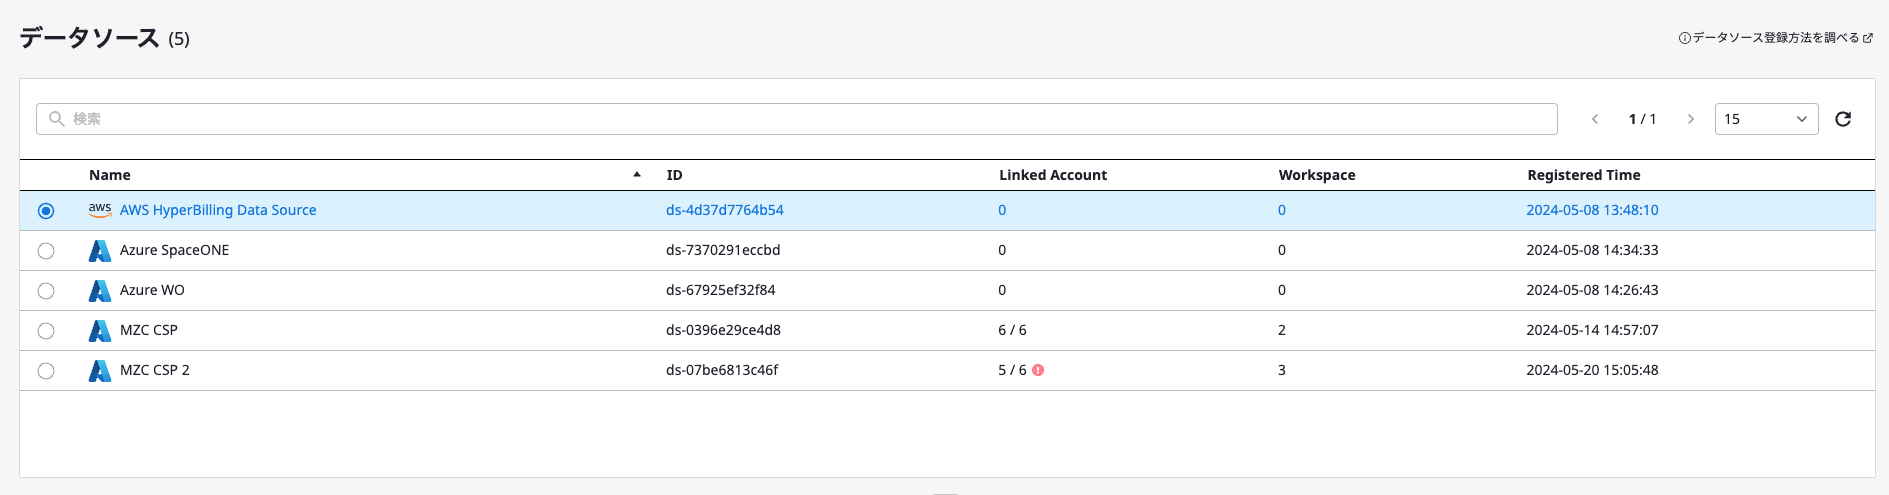 データソース (5)
データソース登録方法を調べる
検索
1 / 1
15
Name ID Linked Account Workspace Registered Time
aws AWS HyperBilling Data Source ds-4d37d7764b54 0 0 2024-05-08 13:48:10
Azure SpaceONE ds-7370291eccbd 0 0 2024-05-08 14:34:33
Azure WO ds-67925ef32f84 0 0 2024-05-08 14:26:43
MZC CSP ds-0396e29ce4d8 6 / 6 2 2024-05-14 14:57:07
MZC CSP 2 ds-07be6813c46f 5 / 6 3 2024-05-20 15:05:48